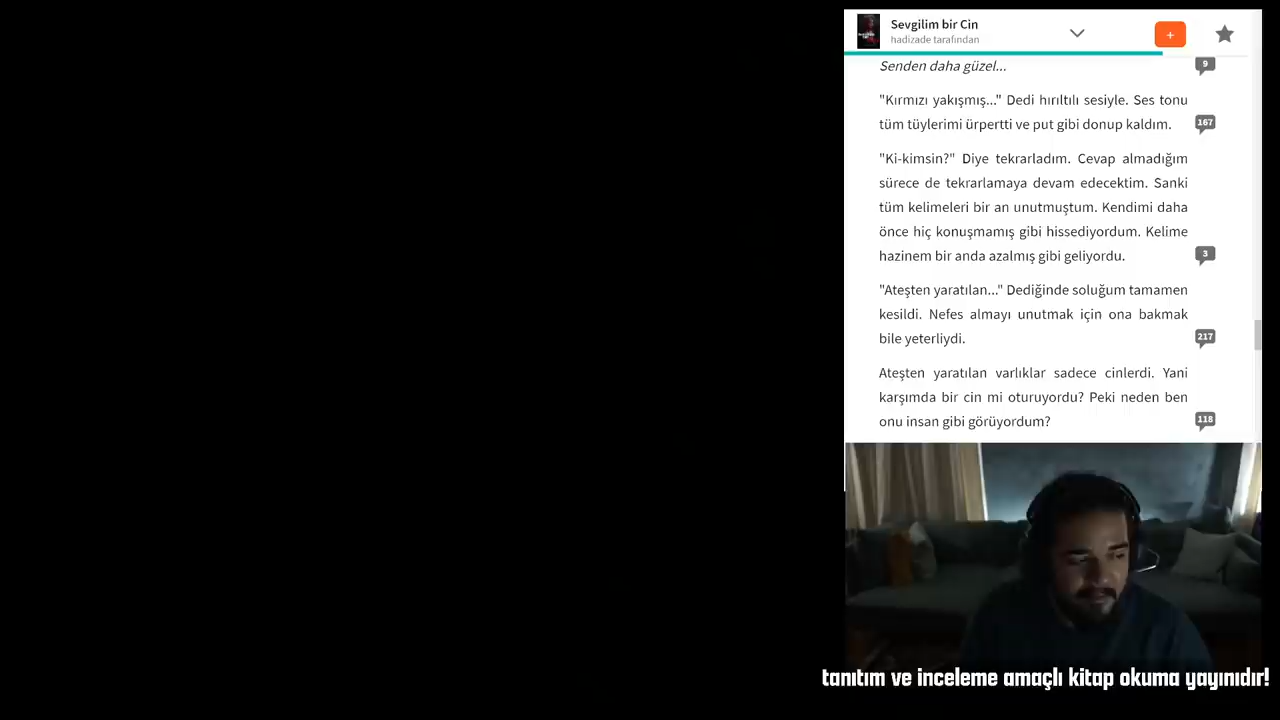 Sevgilim bir Cin
hadizade tarafından
+
Senden daha güzel...
9
"Kırmızı yakışmış..." Dedi hırıltılı sesiyle. Ses tonu
tüm tüylerimi ürpertti ve put gibi donup kaldım.
167
"Ki-kimsin?" Diye tekrarladım. Cevap almadığım
sürece de tekrarlamaya devam edecektim. Sanki
tüm kelimeleri bir an unutmuştum. Kendimi daha
önce hiç konuşmamış gibi hissediyordum. Kelime
hazinem bir anda azalmış gibi geliyordu.
3
"Ateşten yaratılan..." Dediğinde soluğum tamamen
kesildi. Nefes almayı unutmak için ona bakmak
bile yeterliydi.
217
Ateşten yaratılan varlıklar sadece cinlerdi. Yani
karşımda bir cin mi oturuyordu? Peki neden ben
onu insan gibi görüyordum?
118
tanıtım ve inceleme amaçlı kitap okuma yayınıdır!